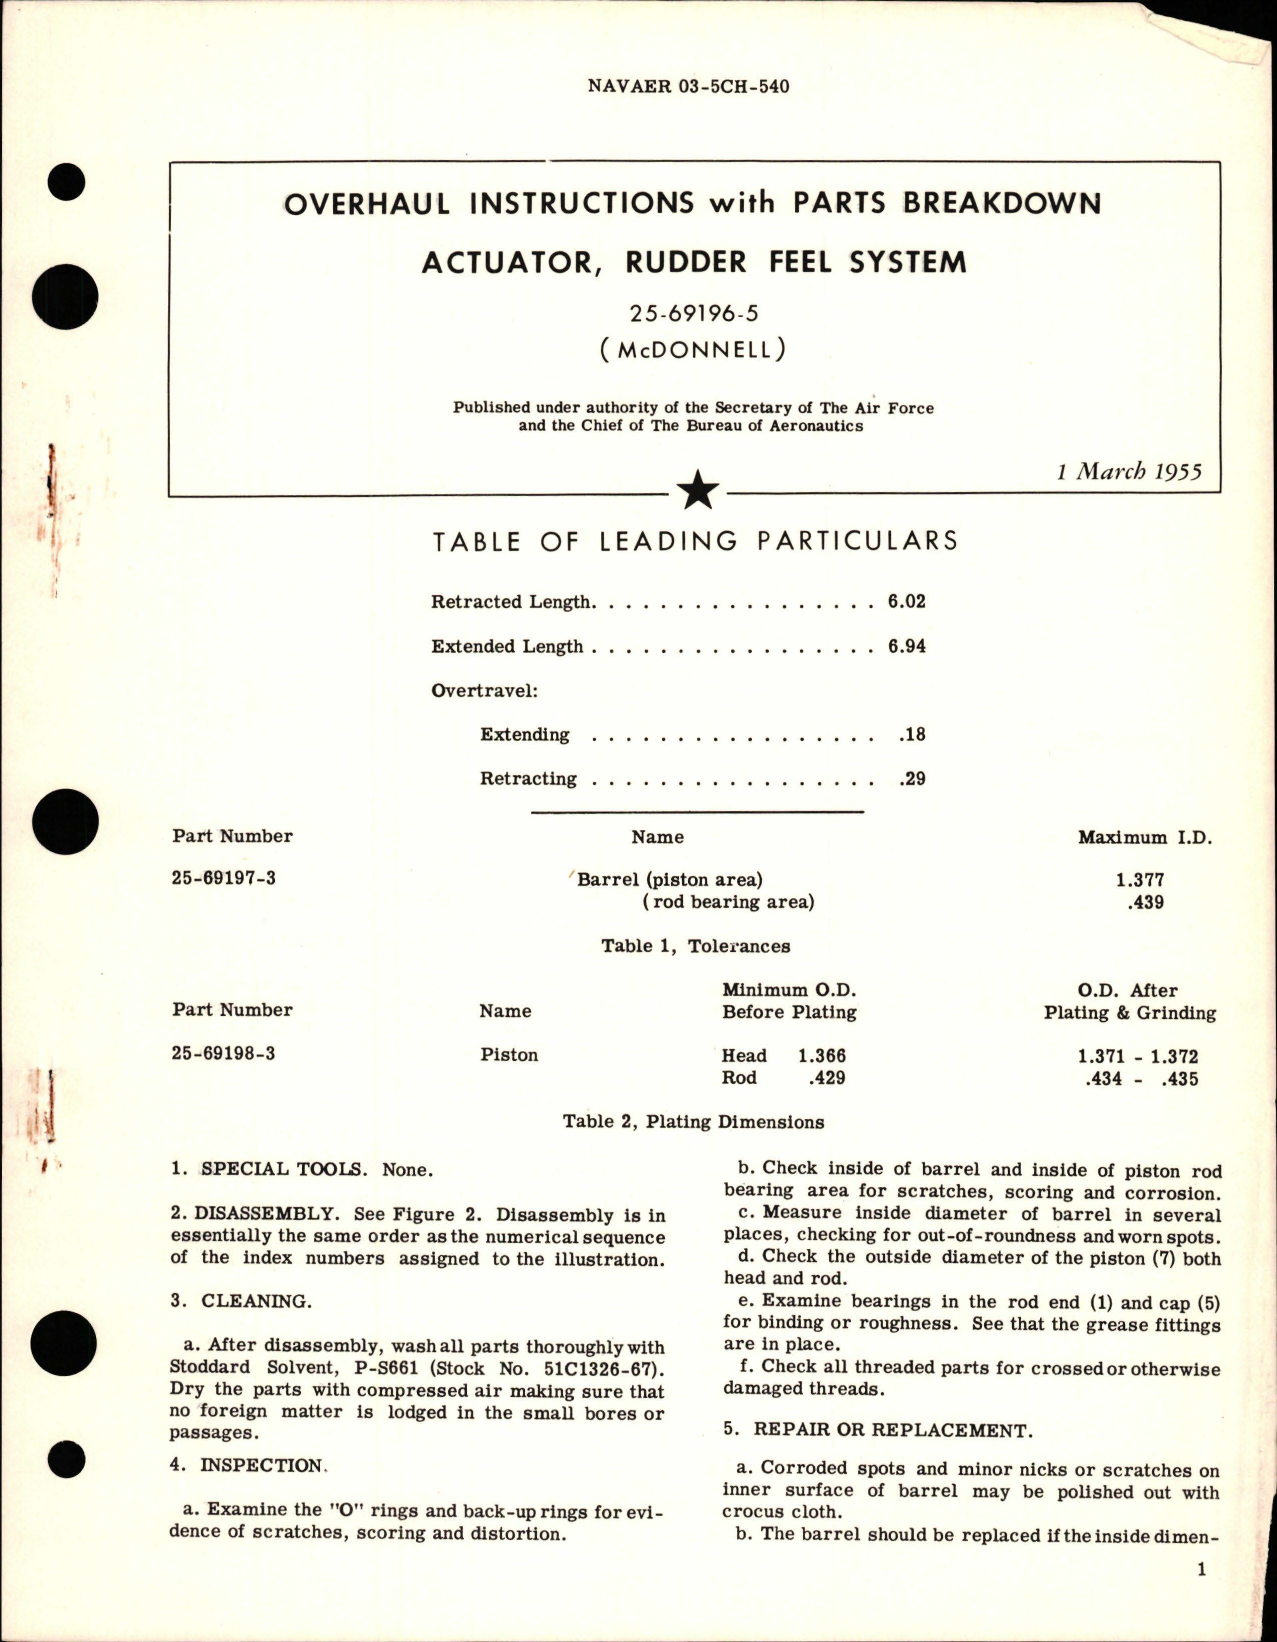 NAVAER 03-5CH-540
OVERHAUL INSTRUCTIONS with PARTS BREAKDOWN
ACTUATOR, RUDDER FEEL SYSTEM
25-69196-5
( McDONNELL)
Published under authority of the Secretary of The Air Force
and the Chief of The Bureau of Aeronautics
1 March 1955
TABLE OF LEADING PARTICULARS
Retracted Length. . . . . . . . . . . . . . . . . 6.02
Extended Length . . . . . . . . . . . . . . . . . 6.94
Overtravel:
Extending . . . . . . . . . . . . . . . . . .18
Retracting . . . . . . . . . . . . . . . . . .29
Part Number Name Maximum I.D.
25-69197-3 Barrel (piston area) 1.377
( rod bearing area) .439
Table 1, Tolerances
Minimum O.D. O.D. After
Part Number Name Before Plating Plating & Grinding
25-69198-3 Piston Head 1.366 1.371 - 1.372
Rod .429 .434 - .435
Table 2, Plating Dimensions
1. SPECIAL TOOLS. None.
2. DISASSEMBLY. See Figure 2. Disassembly is in
essentially the same order as the numerical sequence
of the index numbers assigned to the illustration.
3. CLEANING.
a. After disassembly, wash all parts thoroughly with
Stoddard Solvent, P-S661 (Stock No. 51C1326-67).
Dry the parts with compressed air making sure that
no foreign matter is lodged in the small bores or
passages.
4. INSPECTION.
a. Examine the "O" rings and back-up rings for evi-
dence of scratches, scoring and distortion.
b. Check inside of barrel and inside of piston rod
bearing area for scratches, scoring and corrosion.
c. Measure inside diameter of barrel in several
places, checking for out-of-roundness and worn spots.
d. Check the outside diameter of the piston (7) both
head and rod.
e. Examine bearings in the rod end (1) and cap (5)
for binding or roughness. See that the grease fittings
are in place.
f. Check all threaded parts for crossed or otherwise
damaged threads.
5. REPAIR OR REPLACEMENT.
a. Corroded spots and minor nicks or scratches on
inner surface of barrel may be polished out with
crocus cloth.
b. The barrel should be replaced if the inside dimen-
1